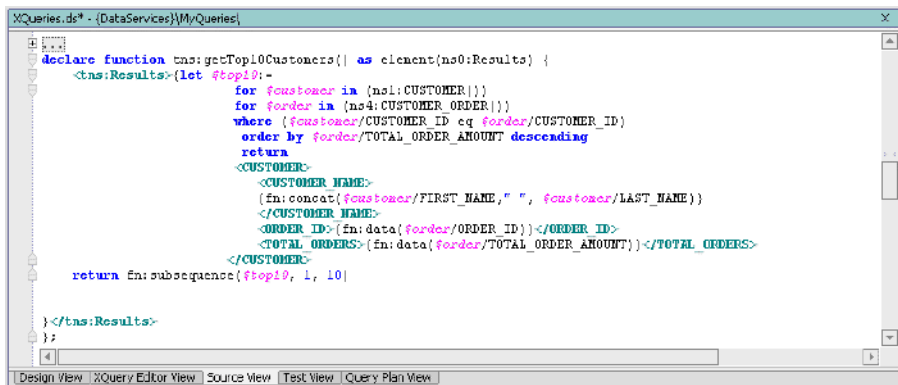 XQueries.ds* - {DataServices}\MyQueries\
...
declare function tns:getTop10Customers() as element(ns0:Results) {
<tns:Results>{let $top10:=
for $customer in (ns1:CUSTOMER())
for $order in (ns4:CUSTOMER_ORDER())
where ($customer/CUSTOMER_ID eq $order/CUSTOMER_ID)
order by $order/TOTAL_ORDER_AMOUNT descending
return
<CUSTOMER>
<CUSTOMER_NAME>
{fn:concat($customer/FIRST_NAME," ", $customer/LAST_NAME)}
</CUSTOMER_NAME>
<ORDER_ID>{fn:data($order/ORDER_ID)}</ORDER_ID>
<TOTAL_ORDERS>{fn:data($order/TOTAL_ORDER_AMOUNT)}</TOTAL_ORDERS>
</CUSTOMER>
return fn:subsequence($top10, 1, 10)
}</tns:Results>
};
Design View XQuery Editor View Source View Test View Query Plan View